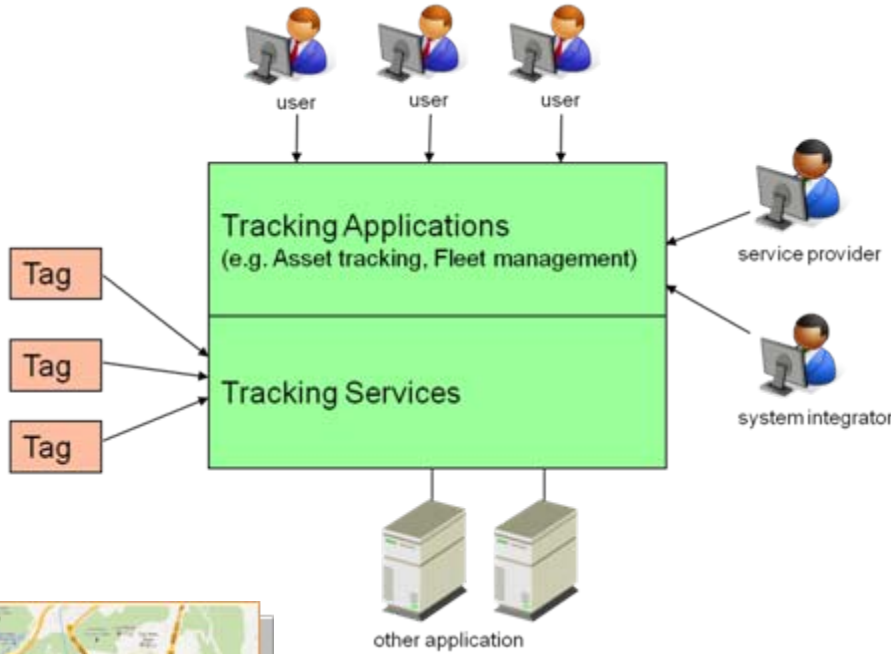 user
user
user
Tracking Applications
(e.g. Asset tracking, Fleet management)
service provider
Tag
Tag
Tracking Services
Tag
system integrator
other application